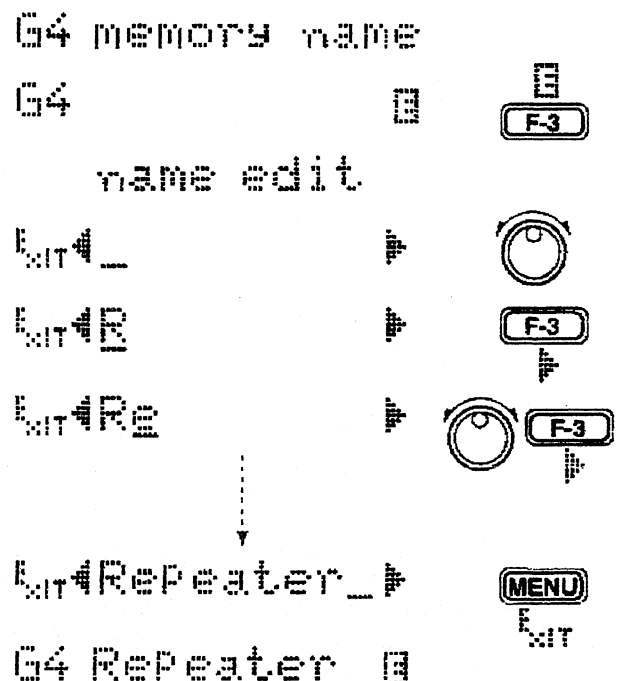 G4 memory name
E
G4 E F-3
name edit
EXIT _
EXIT R F-3
EXIT Re F-3
EXIT Repeater_ MENU
EXIT
G4 Repeater E